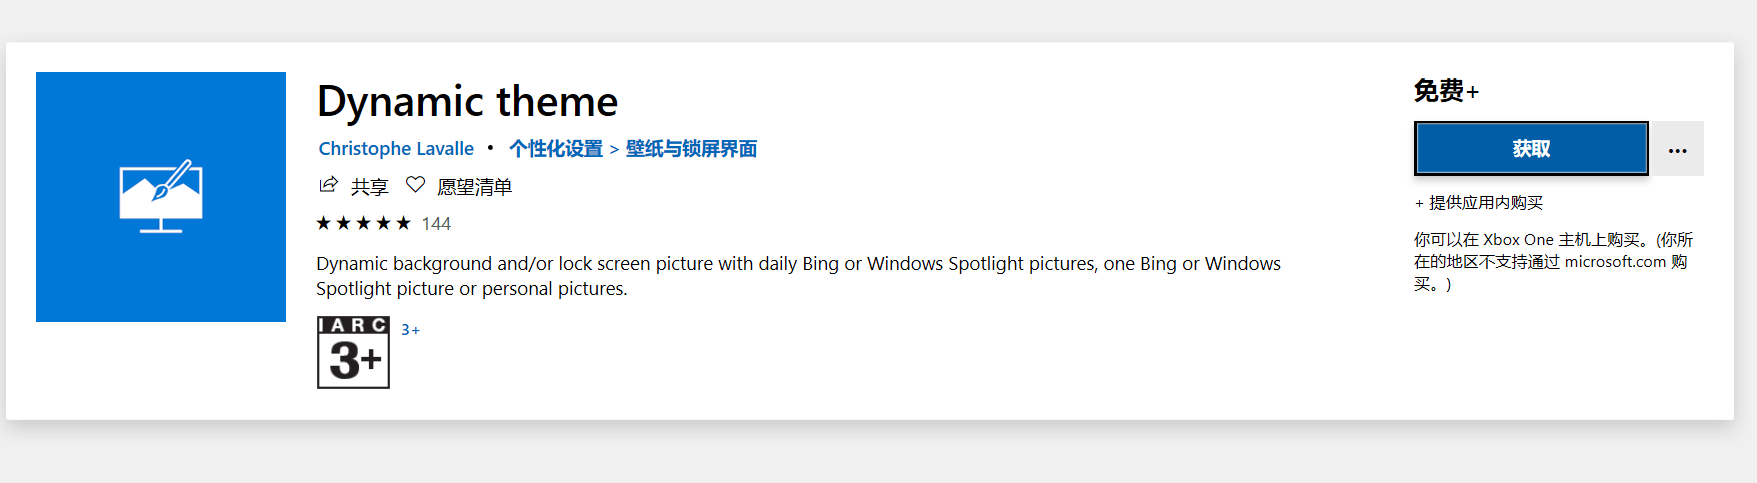 Dynamic theme
Christophe Lavalle • 个性化设置 > 壁纸与锁屏界面
共享 愿望清单
★★★★★ 144
Dynamic background and/or lock screen picture with daily Bing or Windows Spotlight pictures, one Bing or Windows
Spotlight picture or personal pictures.
IARC
3+
3+
免费+
获取 ...
+ 提供应用内购买
你可以在 Xbox One 主机上购买。(你所
在的地区不支持通过 microsoft.com 购
买。)